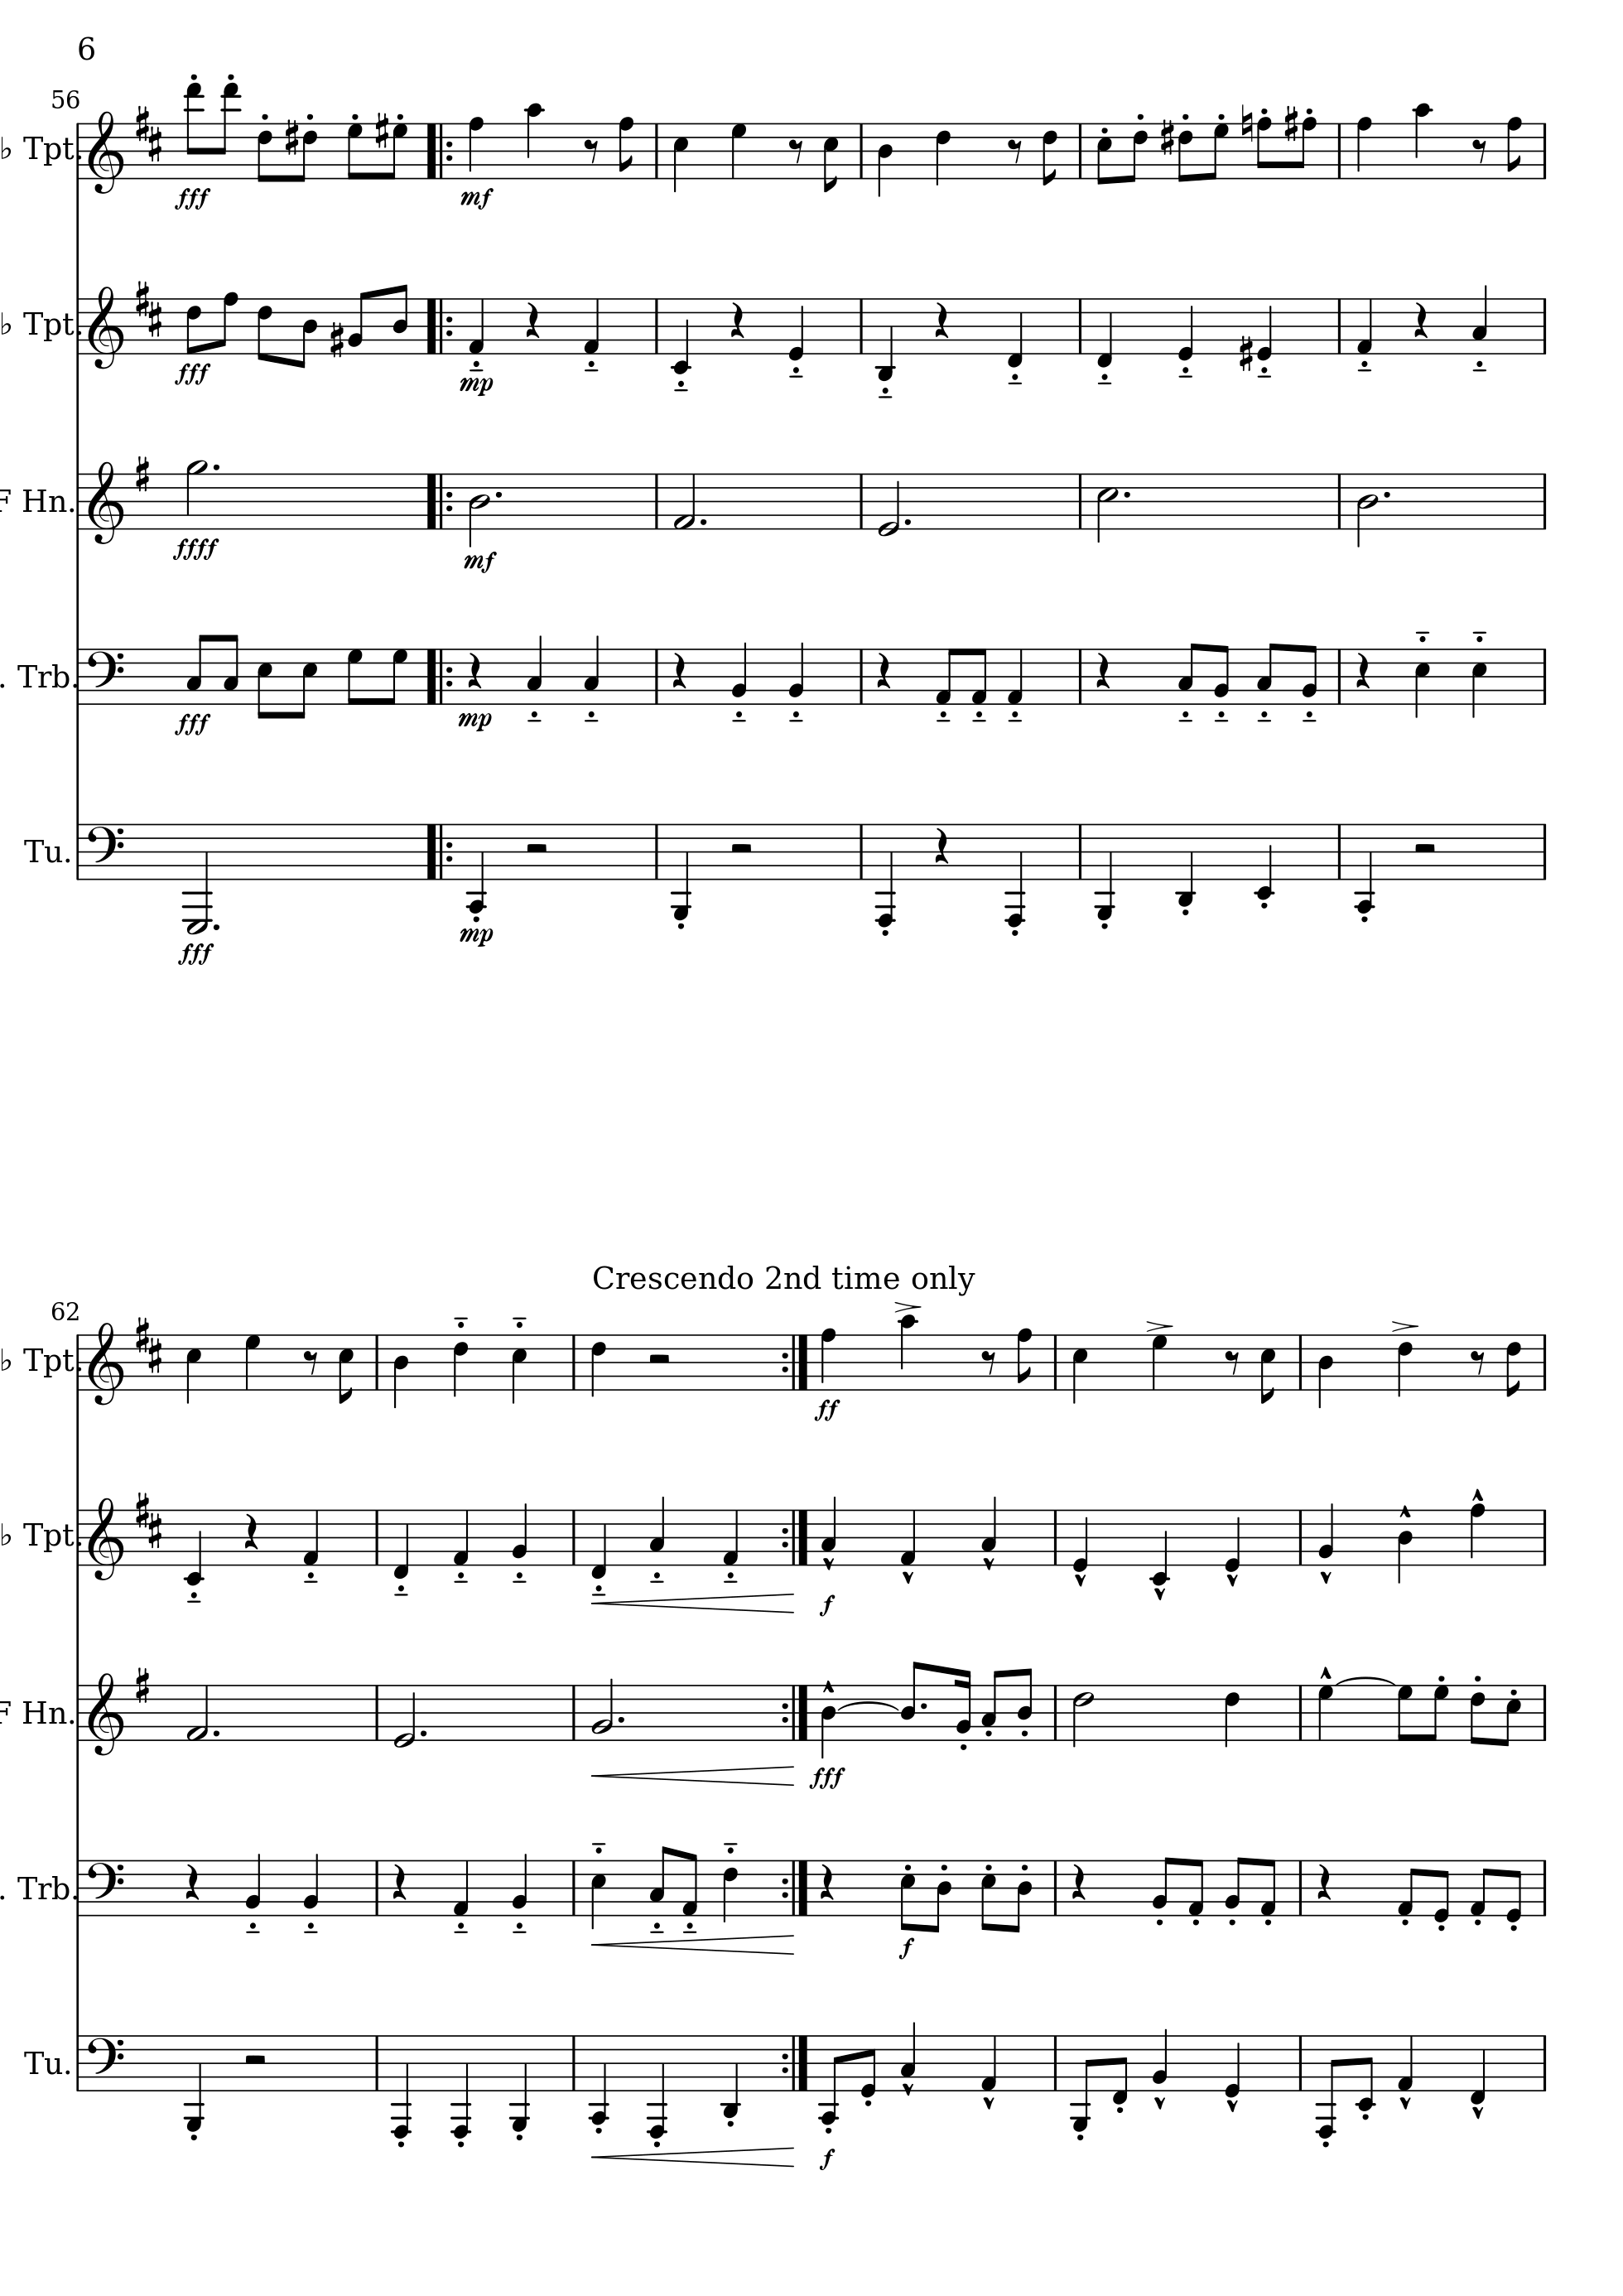 6
56
♭ Tpt.
fff
mf
♭ Tpt.
fff
mp
F Hn.
ffff
mf
. Trb.
fff
mp
Tu.
fff
mp
Crescendo 2nd time only
62
♭ Tpt.
ff
♭ Tpt.
f
F Hn.
fff
. Trb.
f
Tu.
f